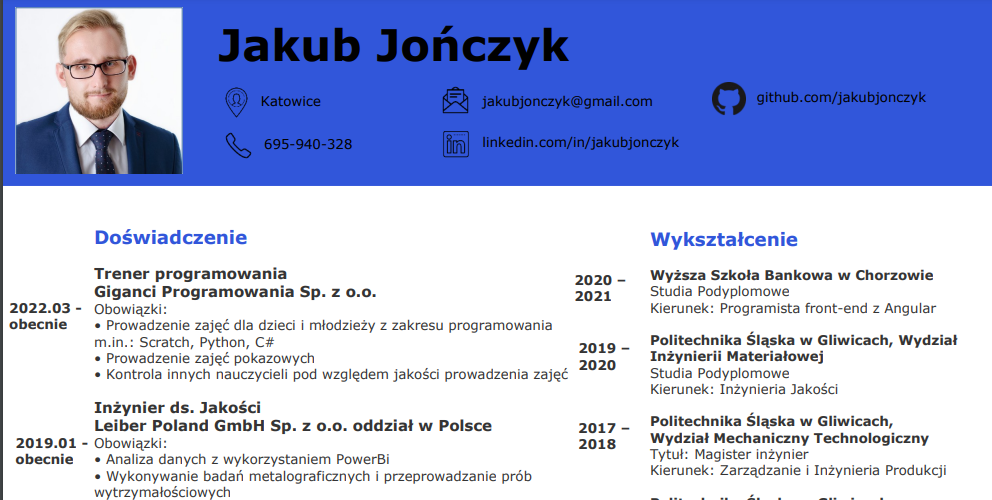 Jakub Jończyk
Katowice
jakubjonczyk@gmail.com
github.com/jakubjonczyk
695-940-328
linkedin.com/in/jakubjonczyk
Doświadczenie
2022.03 -
obecnie
Trener programowania
Giganci Programowania Sp. z o.o.
Obowiązki:
• Prowadzenie zajęć dla dzieci i młodzieży z zakresu programowania
m.in.: Scratch, Python, C#
• Prowadzenie zajęć pokazowych
• Kontrola innych nauczycieli pod względem jakości prowadzenia zajęć
2019.01 -
obecnie
Inżynier ds. Jakości
Leiber Poland GmbH Sp. z o.o. oddział w Polsce
Obowiązki:
• Analiza danych z wykorzystaniem PowerBi
• Wykonywanie badań metalograficznych i przeprowadzanie prób
wytrzymałościowych
Wykształcenie
2020 –
2021
Wyższa Szkoła Bankowa w Chorzowie
Studia Podyplomowe
Kierunek: Programista front-end z Angular
2019 –
2020
Politechnika Śląska w Gliwicach, Wydział
Inżynierii Materiałowej
Studia Podyplomowe
Kierunek: Inżynieria Jakości
2017 –
2018
Politechnika Śląska w Gliwicach,
Wydział Mechaniczny Technologiczny
Tytuł: Magister inżynier
Kierunek: Zarządzanie i Inżynieria Produkcji